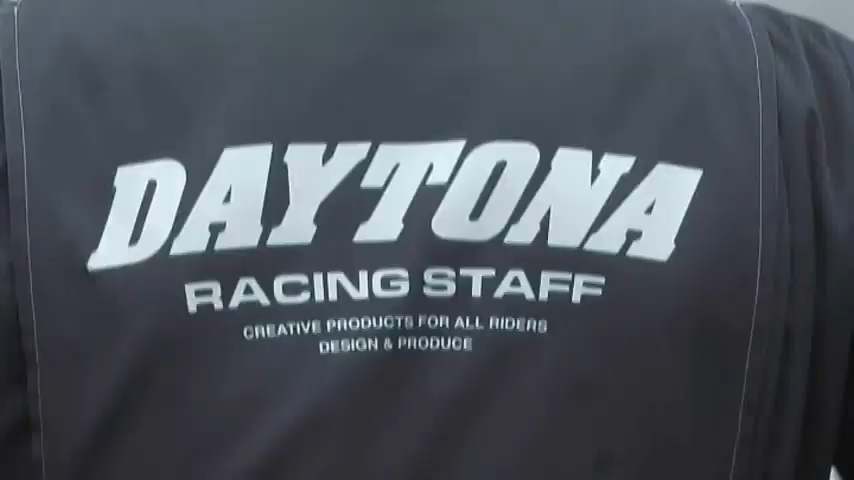 DAYTONA
RACING STAFF
CREATIVE PRODUCTS FOR ALL RIDERS
DESIGN & PRODUCE